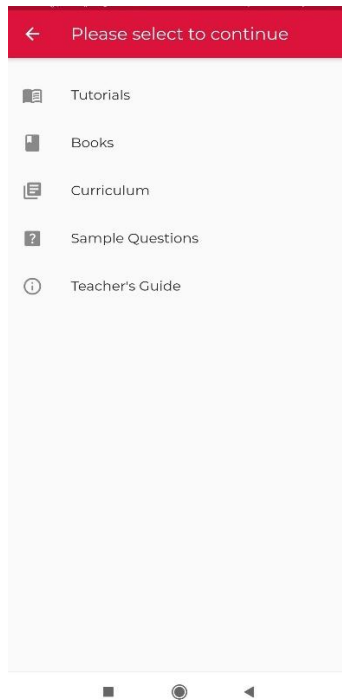 Please select to continue
Tutorials
Books
Curriculum
Sample Questions
Teacher's Guide